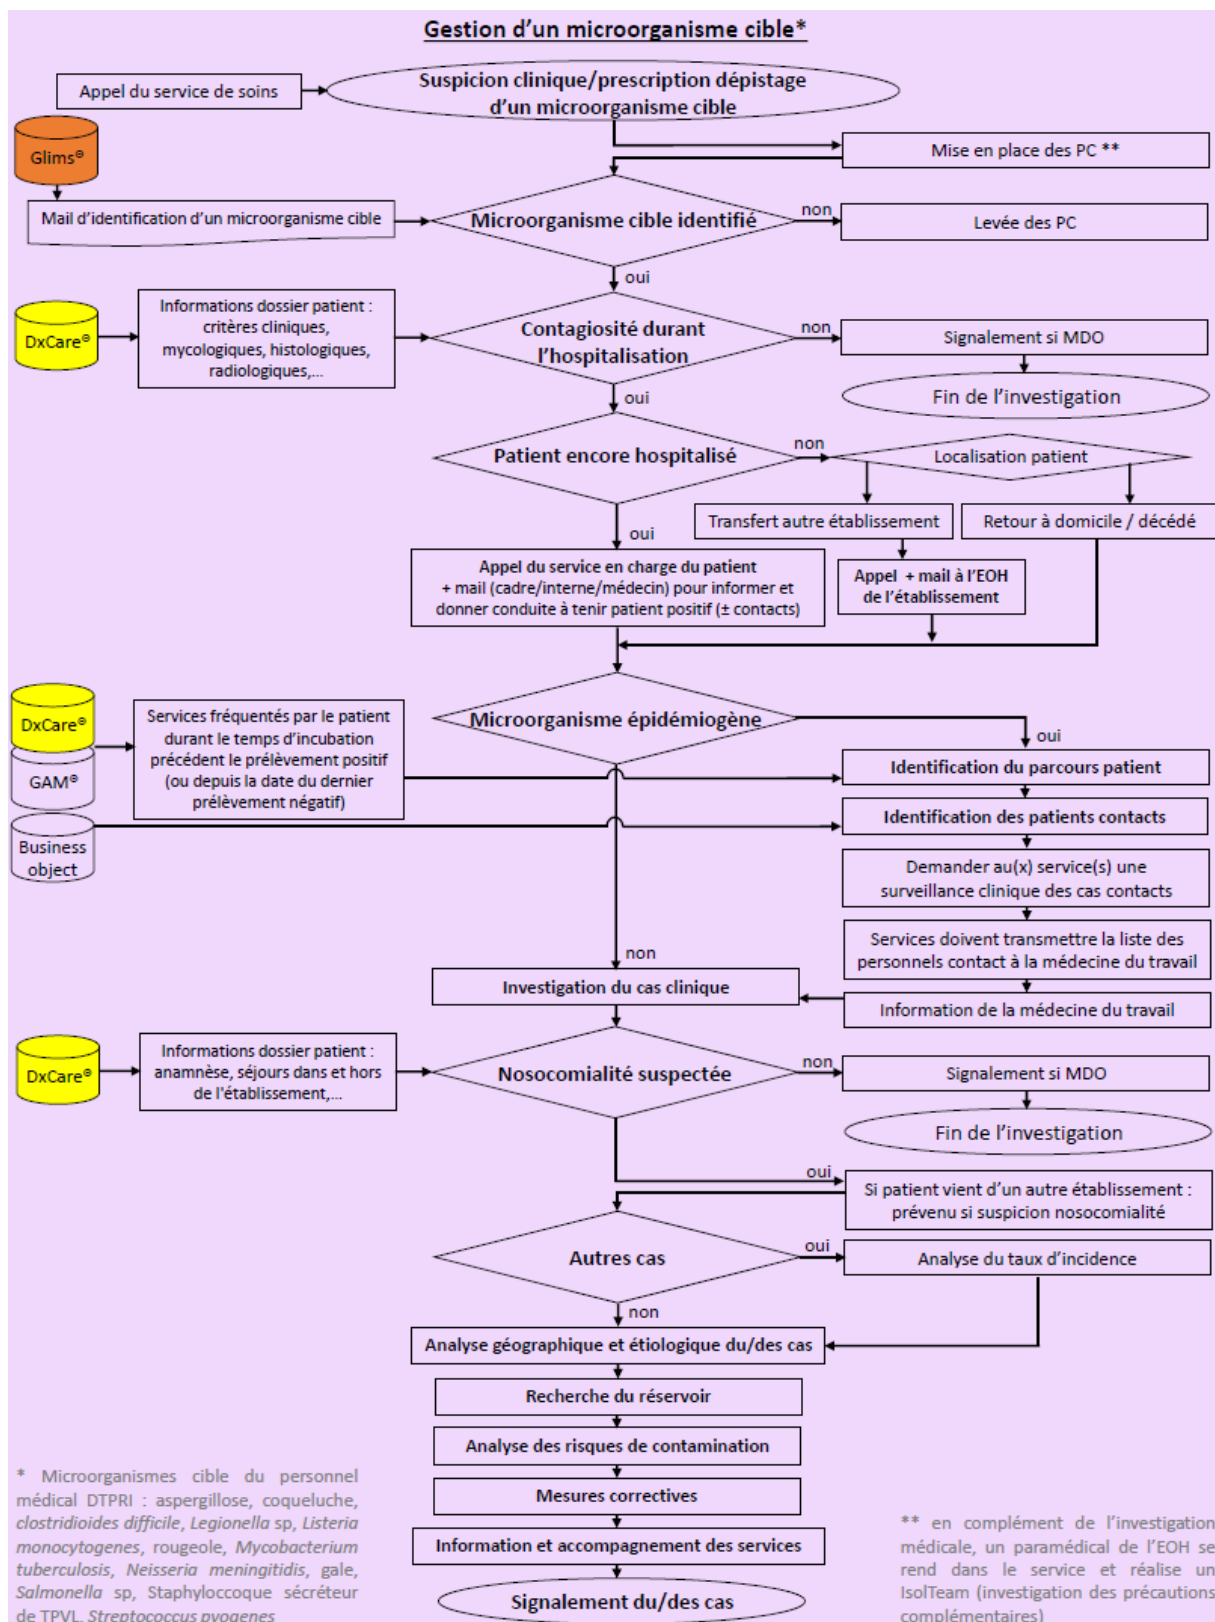 Gestion d'un microorganisme cible*
Appel du service de soins
Suspicion clinique/prescription dépistage
d'un microorganisme cible
Glims®
Mise en place des PC **
Mail d'identification d'un microorganisme cible
Microorganisme cible identifié
non
Levée des PC
oui
DxCare®
Informations dossier patient :
critères cliniques,
mycologiques, histologiques,
radiologiques,...
Contagiosité durant
l'hospitalisation
non
Signalement si MDO
Fin de l'investigation
oui
Patient encore hospitalisé
non
Localisation patient
Transfert autre établissement
Retour à domicile / décédé
oui
Appel du service en charge du patient
+ mail (cadre/interne/médecin) pour informer et
donner conduite à tenir patient positif (± contacts)
Appel + mail à l'EOH
de l'établissement
DxCare®
GAM®
Business
object
Services fréquentés par le patient
durant le temps d'incubation
précédent le prélèvement positif
(ou depuis la date du dernier
prélèvement négatif)
Microorganisme épidémiogène
oui
Identification du parcours patient
Identification des patients contacts
Demander au(x) service(s) une
surveillance clinique des cas contacts
Services doivent transmettre la liste des
personnels contact à la médecine du travail
non
Investigation du cas clinique
Information de la médecine du travail
DxCare®
Informations dossier patient :
anamnèse, séjours dans et hors
de l'établissement,...
Nosocomialité suspectée
non
Signalement si MDO
Fin de l'investigation
oui
Si patient vient d'un autre établissement :
prévenu si suspicion nosocomialité
Autres cas
oui
Analyse du taux d'incidence
non
Analyse géographique et étiologique du/des cas
Recherche du réservoir
Analyse des risques de contamination
Mesures correctives
Information et accompagnement des services
Signalement du/des cas
* Microorganismes cible du personnel
médical DTPRI : aspergillose, coqueluche,
clostridioides difficile, Legionella sp, Listeria
monocytogenes, rougeole, Mycobacterium
tuberculosis, Neisseria meningitidis, gale,
Salmonella sp, Staphyloccoque sécréteur
de TPVL, Streptococcus pyogenes
** en complément de l'investigation
médicale, un paramédical de l'EOH se
rend dans le service et réalise un
IsolTeam (investigation des précautions
complémentaires)